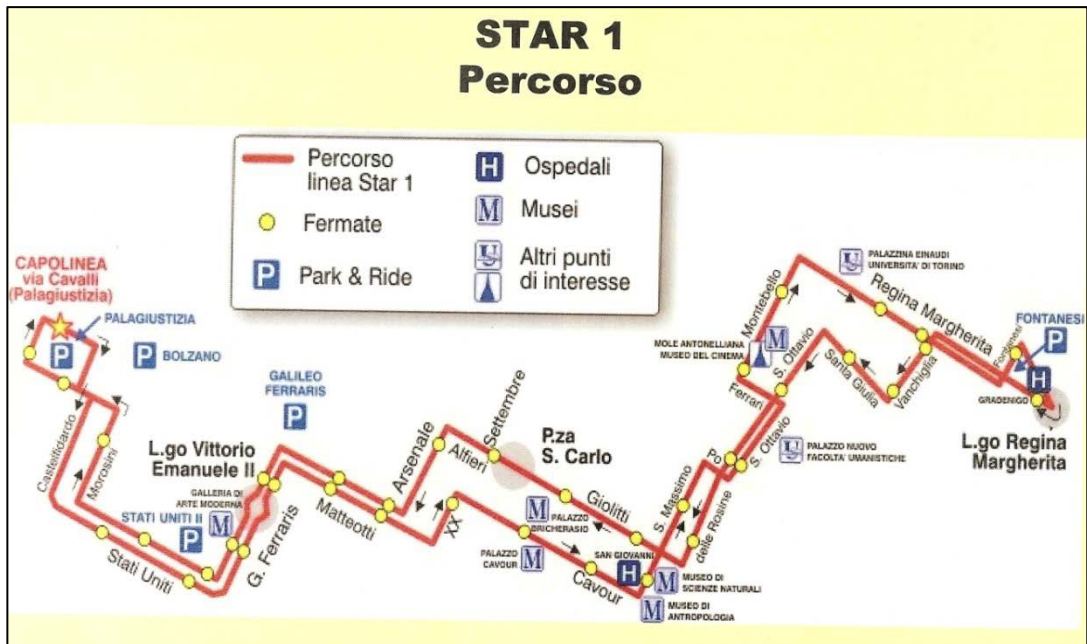 STAR 1
Percorso
Percorso
linea Star 1
Fermate
P Park & Ride
H Ospedali
M Musei
Altri punti
di interesse
CAPOLINEA
via Cavalli
(Palagiustizia)
PALAGIUSTIZIA
P
P BOLZANO
GALILEO
FERRARIS
P
L.go Vittorio
Emanuele II
GALLERIA DI
ARTE MODERNA
M
STATI UNITI II
P
Castelfidardo
Morosini
Stati Uniti
G. Ferraris
Matteotti
Arsenale
Alfieri
Settembre
XX
P.za
S. Carlo
Giolitti
PALAZZO
BRICHERASIO
M
PALAZZO
CAVOUR
M
Cavour
SAN GIOVANNI
H
M MUSEO DI
SCIENZE NATURALI
M MUSEO DI
ANTROPOLOGIA
S. Massimo
delle Rosine
Po
S. Ottavio
PALAZZO NUOVO
FACOLTA' UMANISTICHE
MOLE ANTONELLIANA
MUSEO DEL CINEMA
M
Ferrari
Montebello
S. Ottavio
Santa Giulia
Vanchiglia
PALAZZINA EINAUDI
UNIVERSITA' DI TORINO
Regina Margherita
Fontanesi
FONTANESI
P
H
GRADENIGO
L.go Regina
Margherita